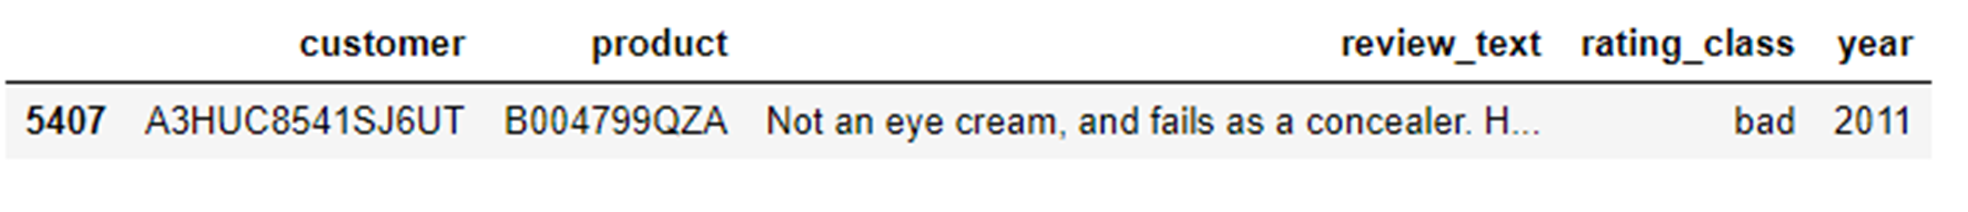 customer product review_text rating_class year
5407 A3HUC8541SJ6UT B004799QZA Not an eye cream, and fails as a concealer. H... bad 2011